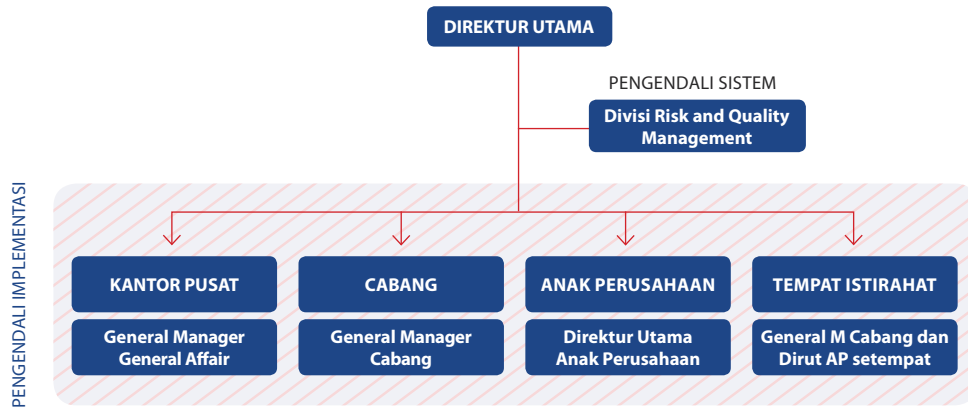 DIREKTUR UTAMA
PENGENDALI SISTEM
Divisi Risk and Quality
Management
PENGENDALI IMPLEMENTASI
KANTOR PUSAT
CABANG
ANAK PERUSAHAAN
TEMPAT ISTIRAHAT
General Manager
General Affair
General Manager
Cabang
Direktur Utama
Anak Perusahaan
General M Cabang dan
Dirut AP setempat